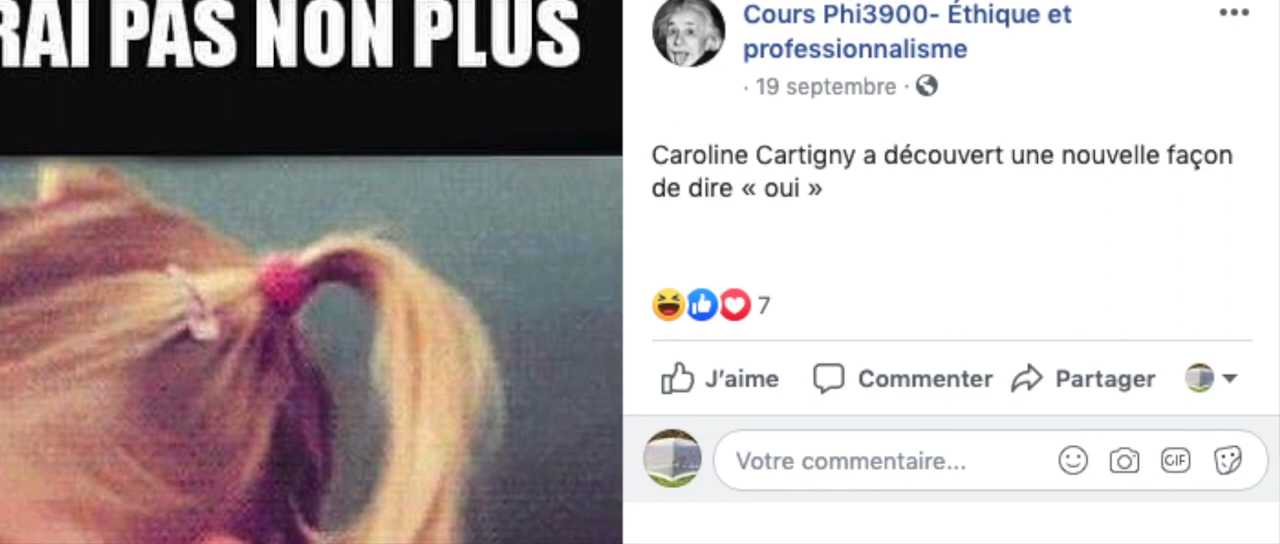 RAI PAS NON PLUS
Cours Phi3900- Éthique et
professionnalisme
· 19 septembre ·
Caroline Cartigny a découvert une nouvelle façon
de dire « oui »
7
J'aime Commenter Partager
Votre commentaire... GIF